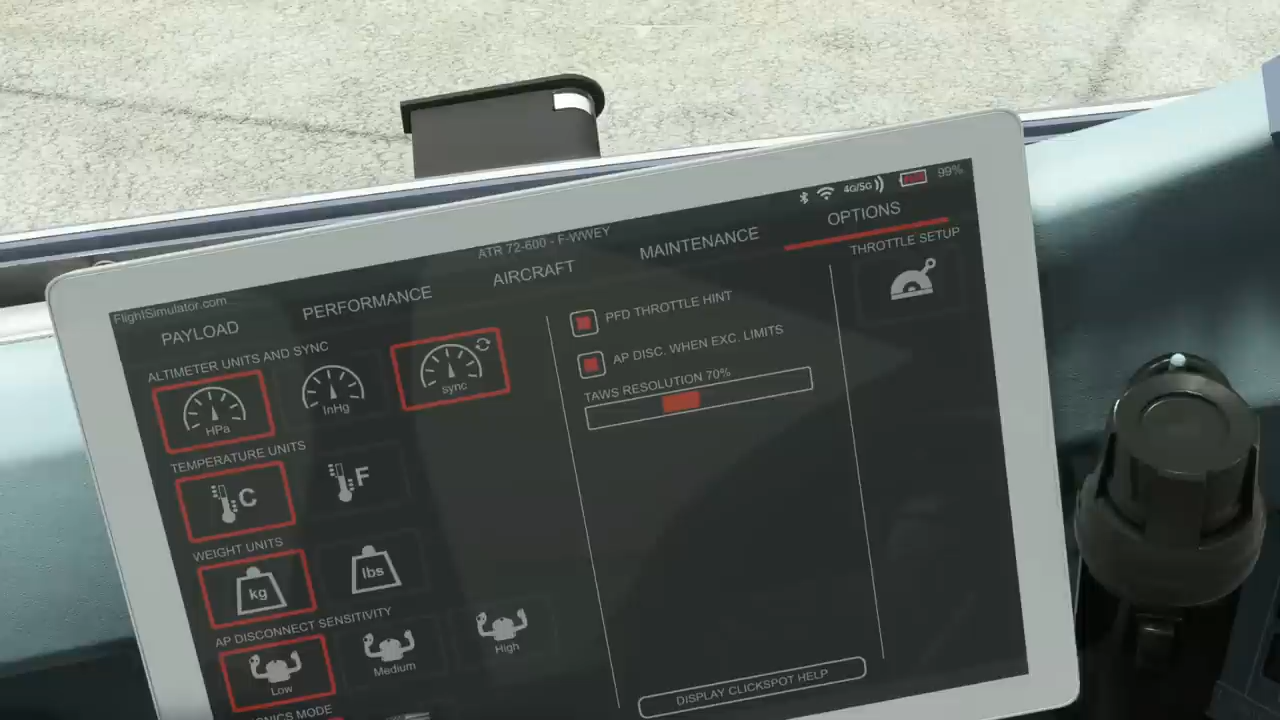 4G/5G 99%
ATR 72-600 - F-WWEY
FlightSimulator.com
PAYLOAD PERFORMANCE AIRCRAFT MAINTENANCE OPTIONS
ALTIMETER UNITS AND SYNC
HPa
InHg
sync
TEMPERATURE UNITS
C
F
WEIGHT UNITS
kg
lbs
AP DISCONNECT SENSITIVITY
Low
Medium
High
PFD THROTTLE HINT
AP DISC. WHEN EXC. LIMITS
TAWS RESOLUTION 70%
DISPLAY CLICKSPOT HELP
THROTTLE SETUP